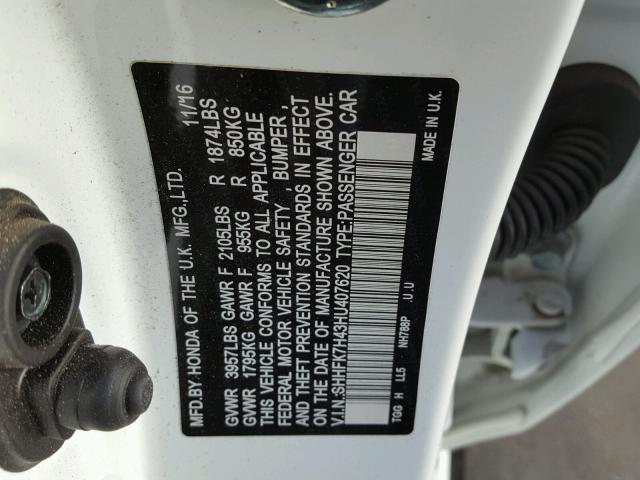 MFD.BY HONDA OF THE U.K. MFG.,LTD. 11/16
GVWR 3957LBS GAWR F 2105LBS R 1874LBS
GVWR 1795KG GAWR F 955KG R 850KG
THIS VEHICLE CONFORMS TO ALL APPLICABLE
FEDERAL MOTOR VEHICLE SAFETY , BUMPER ,
AND THEFT PREVENTION STANDARDS IN EFFECT
ON THE DATE OF MANUFACTURE SHOWN ABOVE.
V.I.N.:SHHFK7H43HU407620 TYPE:PASSENGER CAR
TGG H LL5 NH788P .U .U MADE IN U.K.